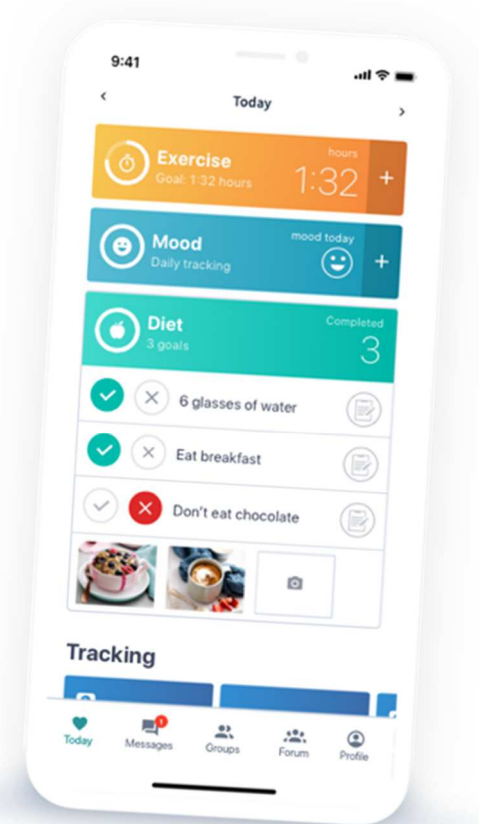 9:41
Today
Exercise
Goal: 1:32 hours
hours
1:32
+
Mood
Daily tracking
mood today
+
Diet
3 goals
Completed
3
6 glasses of water
Eat breakfast
Don't eat chocolate
Tracking
1
Today
Messages
Groups
Forum
Profile